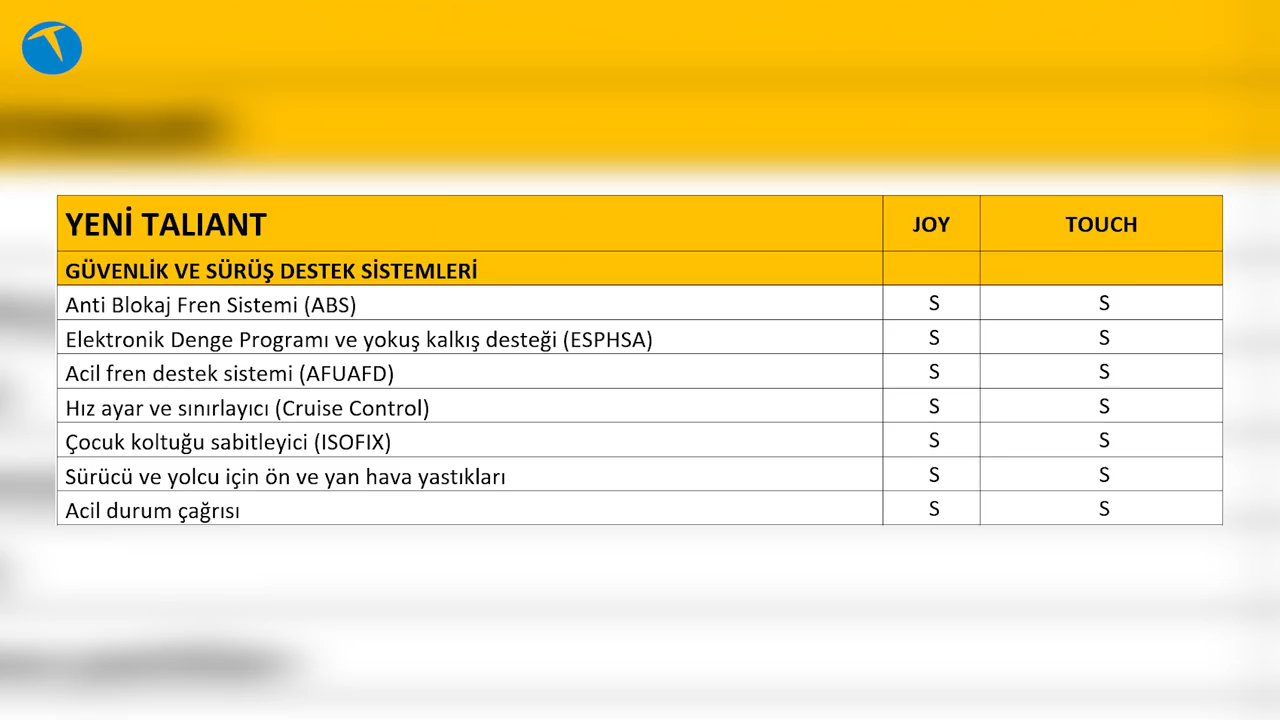 YENİ TALIANT JOY TOUCH
GÜVENLİK VE SÜRÜŞ DESTEK SİSTEMLERİ
Anti Blokaj Fren Sistemi (ABS) S S
Elektronik Denge Programı ve yokuş kalkış desteği (ESPHSA) S S
Acil fren destek sistemi (AFUAFD) S S
Hız ayar ve sınırlayıcı (Cruise Control) S S
Çocuk koltuğu sabitleyici (ISOFIX) S S
Sürücü ve yolcu için ön ve yan hava yastıkları S S
Acil durum çağrısı S S